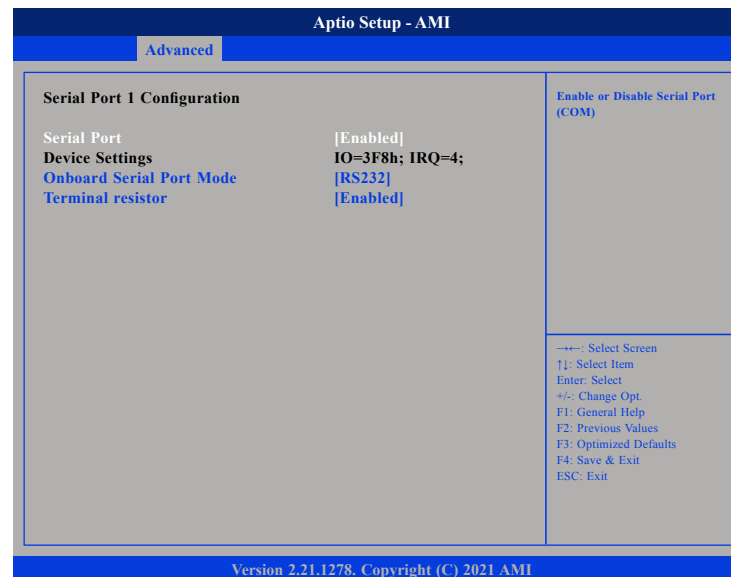 Aptio Setup - AMI
Advanced
Serial Port 1 Configuration
Serial Port [Enabled]
Device Settings IO=3F8h; IRQ=4;
Onboard Serial Port Mode [RS232]
Terminal resistor [Enabled]
Enable or Disable Serial Port
(COM)
→←: Select Screen
↑↓: Select Item
Enter: Select
+/-: Change Opt.
F1: General Help
F2: Previous Values
F3: Optimized Defaults
F4: Save & Exit
ESC: Exit
Version 2.21.1278. Copyright (C) 2021 AMI